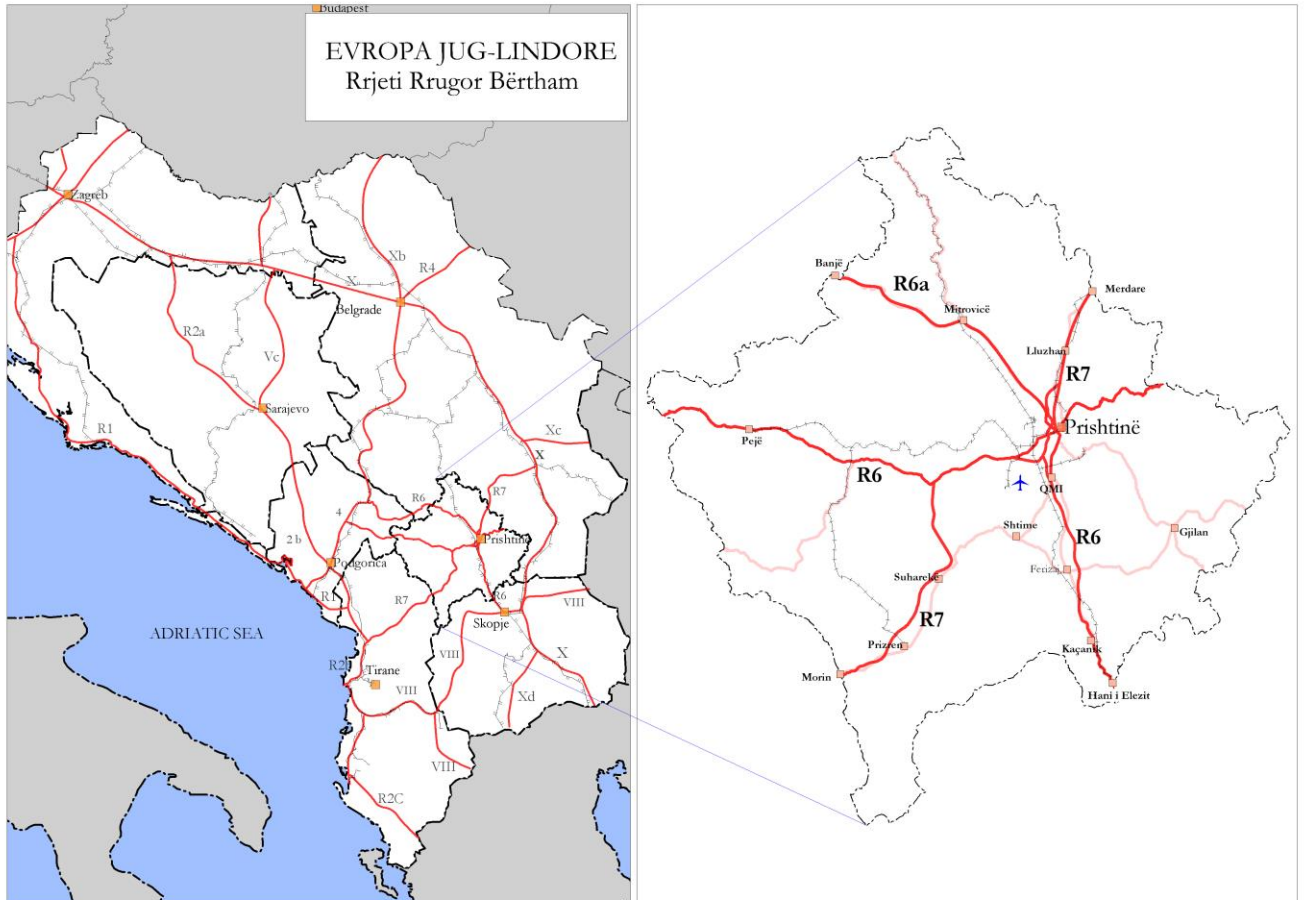 Budapest
EVROPA JUG-LINDORE
Rrjeti Rrugor Bërtham
Zagreb
Xb
R4
X
Belgrade
R2a
Vc
Sarajevo
R1
Xc
X
R6
R7
4
Prishtinë
2 b
Podgorica
R1
R7
R6
VIII
Skopje
ADRIATIC SEA
VIII
X
R2
Tirane
VIII
Xd
VIII
R2C
Banjë
R6a
Merdare
Mitrovicë
Lluzhan
R7
Prishtinë
Pejë
R6
QMI
Shtime
Gjilan
R6
Ferizaj
Suharekë
R7
Prizren
Kaçanik
Morin
Hani i Elezit